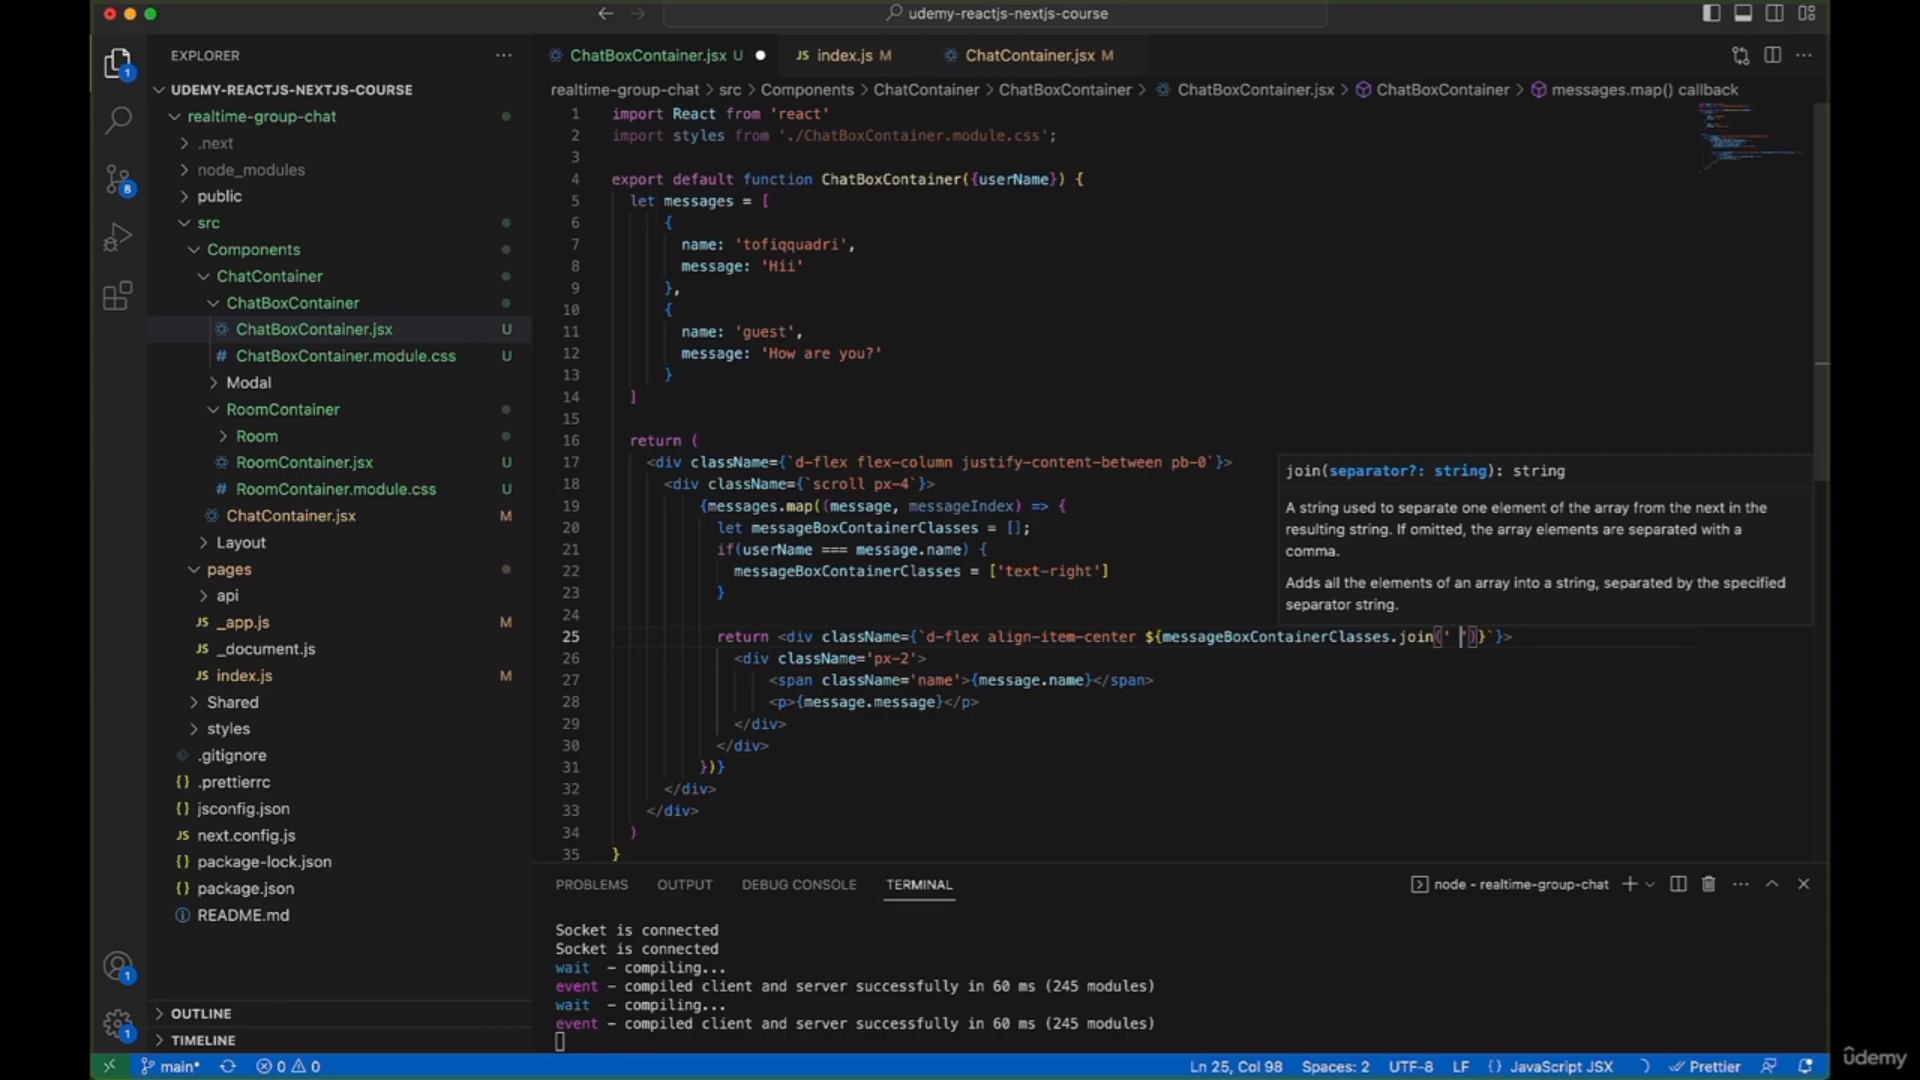 udemy-reactjs-nextjs-course
EXPLORER
UDEMY-REACTJS-NEXTJS-COURSE
realtime-group-chat
.next
node_modules
public
src
Components
ChatContainer
ChatBoxContainer
ChatBoxContainer.jsx U
ChatBoxContainer.module.css U
Modal
RoomContainer
Room
RoomContainer.jsx U
RoomContainer.module.css U
ChatContainer.jsx M
Layout
pages
api
JS _app.js M
JS _document.js
JS index.js M
Shared
styles
.gitignore
{} .prettierrc
{} jsconfig.json
JS next.config.js
{} package-lock.json
{} package.json
README.md
OUTLINE
TIMELINE
1
8
1
1
ChatBoxContainer.jsx U
JS index.js M
ChatContainer.jsx M
realtime-group-chat > src > Components > ChatContainer > ChatBoxContainer > ChatBoxContainer.jsx > ChatBoxContainer > messages.map() callback
1 import React from 'react'
2 import styles from './ChatBoxContainer.module.css';
3
4 export default function ChatBoxContainer({userName}) {
5 let messages = [
6 {
7 name: 'tofiqquadri',
8 message: 'Hii'
9 },
10 {
11 name: 'guest',
12 message: 'How are you?'
13 }
14 ]
15
16 return (
17 <div className={`d-flex flex-column justify-content-between pb-0`}>
18 <div className={`scroll px-4`}>
19 {messages.map((message, messageIndex) => {
20 let messageBoxContainerClasses = [];
21 if(userName === message.name) {
22 messageBoxContainerClasses = ['text-right']
23 }
24
25 return <div className={`d-flex align-item-center ${messageBoxContainerClasses.join(' ')}`}>
26 <div className='px-2'>
27 <span className='name'>{message.name}</span>
28 <p>{message.message}</p>
29 </div>
30 </div>
31 })}
32 </div>
33 </div>
34 )
35 }
join(separator?: string): string
A string used to separate one element of the array from the next in the
resulting string. If omitted, the array elements are separated with a
comma.
Adds all the elements of an array into a string, separated by the specified
separator string.
PROBLEMS OUTPUT DEBUG CONSOLE TERMINAL
node - realtime-group-chat
Socket is connected
Socket is connected
wait – compiling...
event – compiled client and server successfully in 60 ms (245 modules)
wait – compiling...
event – compiled client and server successfully in 60 ms (245 modules)
main* 0 0
Ln 25, Col 98 Spaces: 2 UTF-8 LF {} JavaScript JSX Prettier
ûdemy